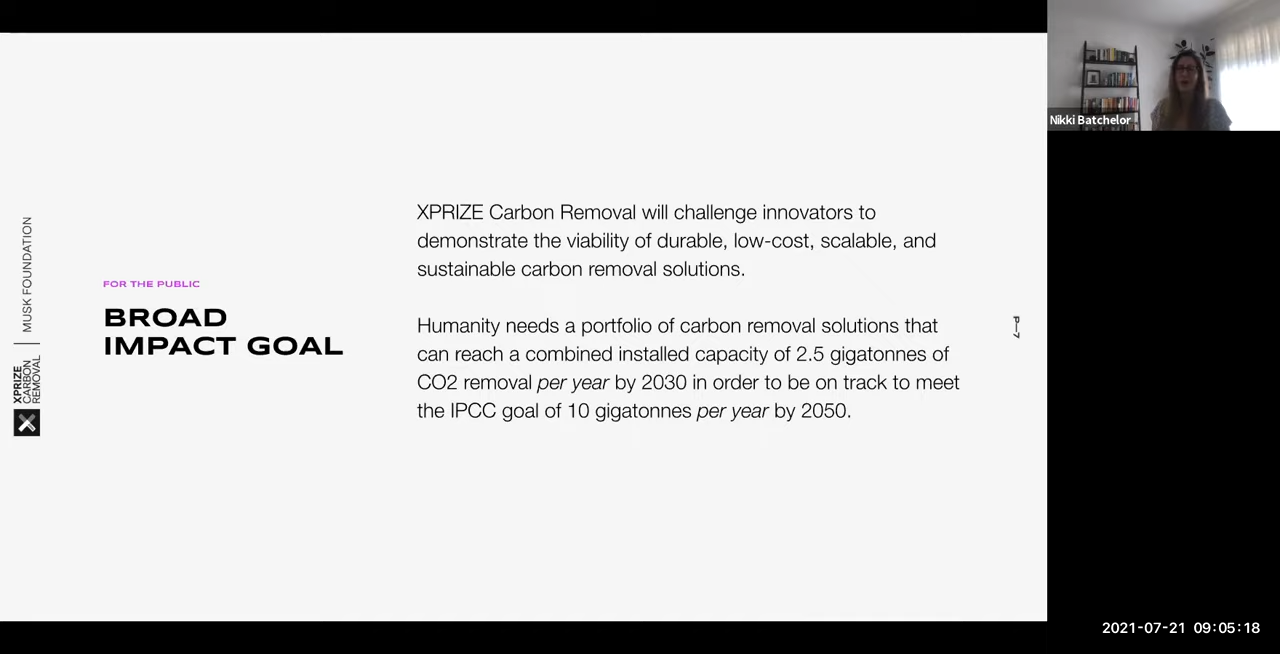 XPRIZE Carbon Removal will challenge innovators to
demonstrate the viability of durable, low-cost, scalable, and
sustainable carbon removal solutions.
FOR THE PUBLIC
BROAD
IMPACT GOAL
Humanity needs a portfolio of carbon removal solutions that
can reach a combined installed capacity of 2.5 gigatonnes of
CO2 removal per year by 2030 in order to be on track to meet
the IPCC goal of 10 gigatonnes per year by 2050.
MUSK FOUNDATION
XPRIZE
CARBON
REMOVAL
P—7
Nikki Batchelor
2021-07-21 09:05:18